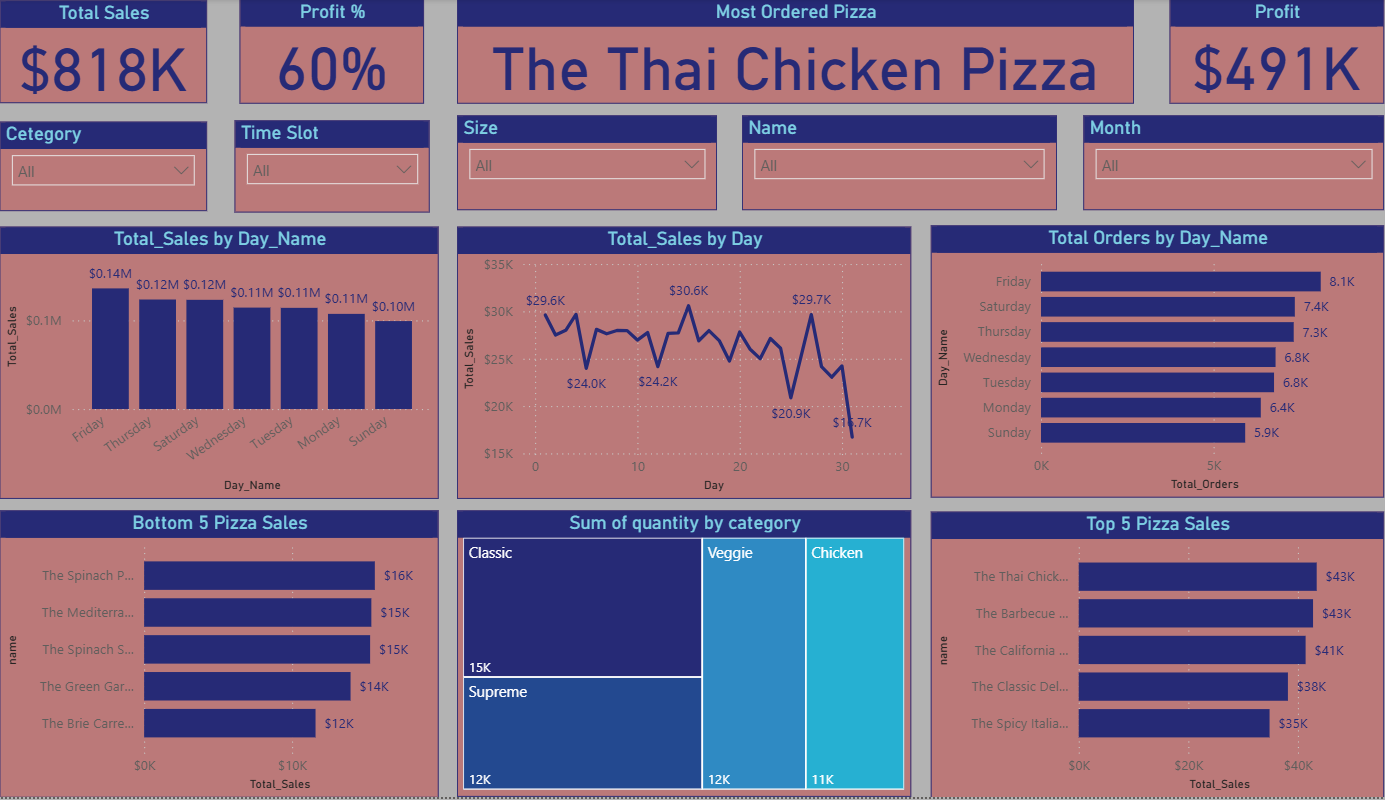 Total Sales
$818K
Profit %
60%
Most Ordered Pizza
The Thai Chicken Pizza
Profit
$491K
Cetegory
All
Time Slot
All
Size
All
Name
All
Month
All
Total_Sales by Day_Name
Total_Sales
$0.1M
$0.0M
$0.14M
$0.12M
$0.12M
$0.11M
$0.11M
$0.11M
$0.10M
Friday
Thursday
Saturday
Wednesday
Tuesday
Monday
Sunday
Day_Name
Total_Sales by Day
Total_Sales
$35K
$30K
$25K
$20K
$15K
$29.6K
$24.0K
$24.2K
$30.6K
$20.9K
$29.7K
$16.7K
0
10
20
30
Day
Total Orders by Day_Name
Day_Name
Friday 8.1K
Saturday 7.4K
Thursday 7.3K
Wednesday 6.8K
Tuesday 6.8K
Monday 6.4K
Sunday 5.9K
0K
5K
Total_Orders
Bottom 5 Pizza Sales
name
The Spinach P... $16K
The Mediterra... $15K
The Spinach S... $15K
The Green Gar... $14K
The Brie Carre... $12K
$0K
$10K
Total_Sales
Sum of quantity by category
Classic
15K
Supreme
12K
Veggie
12K
Chicken
11K
Top 5 Pizza Sales
name
The Thai Chick... $43K
The Barbecue ... $43K
The California ... $41K
The Classic Del... $38K
The Spicy Italia... $35K
$0K
$20K
$40K
Total_Sales